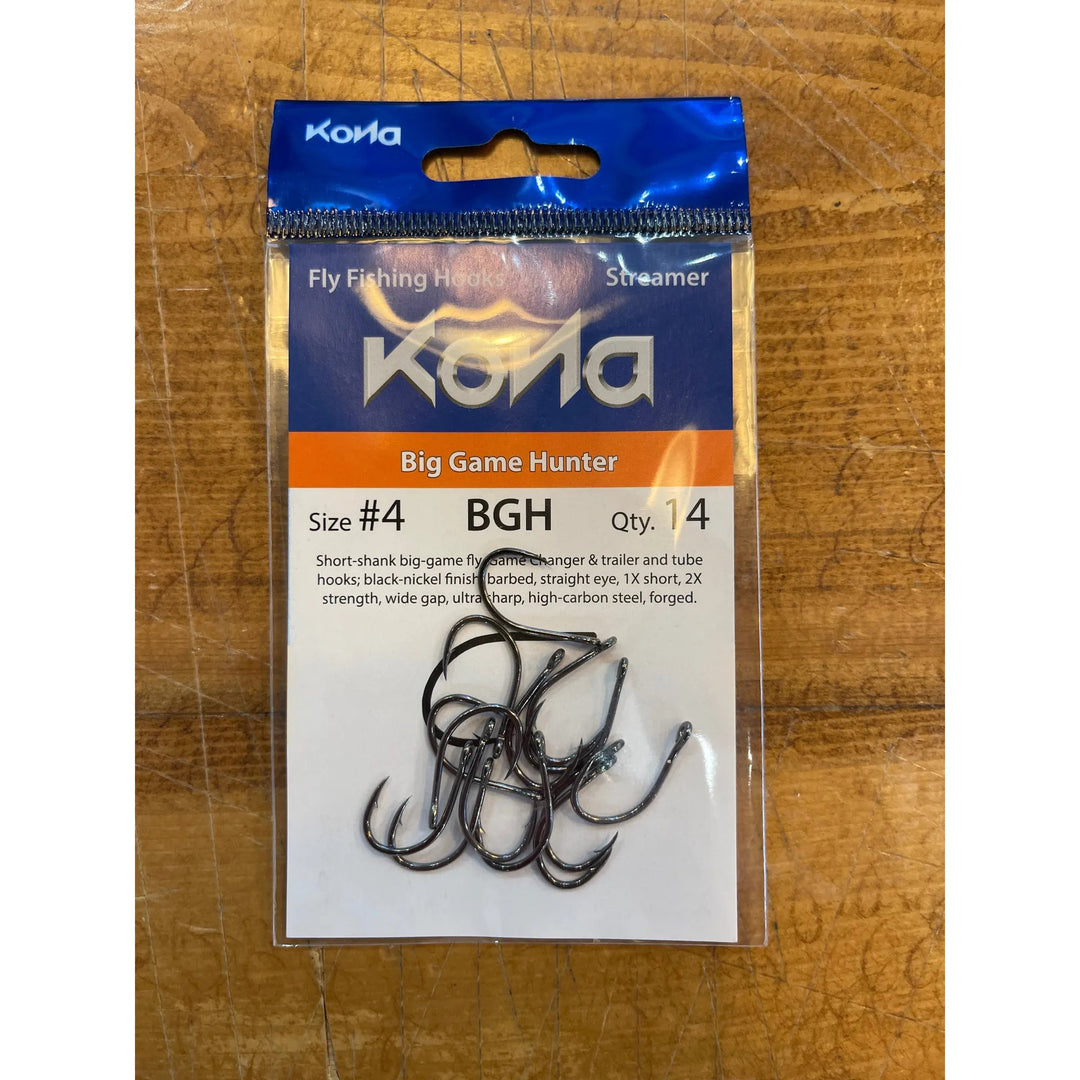 Kona
Fly Fishing Hooks Streamer
Kona
Big Game Hunter
Size #4 BGH Qty. 14
Short-shank big-game fly, Game Changer & trailer and tube
hooks; black-nickel finish, barbed, straight eye, 1X short, 2X
strength, wide gap, ultra sharp, high-carbon steel, forged.